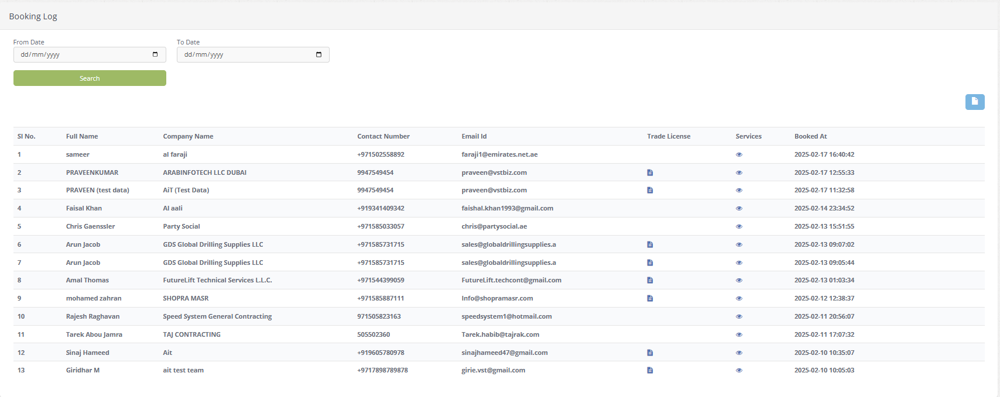 Booking Log
From Date To Date
dd/mm/yyyy dd/mm/yyyy
Search
Sl No. Full Name Company Name Contact Number Email Id Trade License Services Booked At
1 sameer al faraji +971502558892 faraji1@emirates.net.ae 2025-02-17 16:40:42
2 PRAVEENKUMAR ARABINFOTECH LLC DUBAI 9947549454 praveen@vstbiz.com 2025-02-17 12:55:33
3 PRAVEEN (test data) AiT (Test Data) 9947549454 praveen@vstbiz.com 2025-02-17 11:32:58
4 Faisal Khan Al aali +919341409342 faishal.khan1993@gmail.com 2025-02-14 23:34:52
5 Chris Gaenssler Party Social +971585033057 chris@partysocial.ae 2025-02-13 15:51:55
6 Arun Jacob GDS Global Drilling Supplies LLC +971585731715 sales@globaldrillingsupplies.a 2025-02-13 09:07:02
7 Arun Jacob GDS Global Drilling Supplies LLC +971585731715 sales@globaldrillingsupplies.a 2025-02-13 09:05:44
8 Amal Thomas FutureLift Technical Services L.L.C. +971544399059 FutureLift.techcont@gmail.com 2025-02-13 01:03:34
9 mohamed zahran SHOPRA MASR +971585887111 Info@shopramasr.com 2025-02-12 12:38:37
10 Rajesh Raghavan Speed System General Contracting 971505823163 speedsystem1@hotmail.com 2025-02-11 20:56:07
11 Tarek Abou Jamra TAJ CONTRACTING 505502360 Tarek.habib@tajrak.com 2025-02-11 17:07:32
12 Sinaj Hameed Ait +919605780978 sinajhameed47@gmail.com 2025-02-10 10:35:07
13 Giridhar M ait test team +9717898789878 girie.vst@gmail.com 2025-02-10 10:05:03